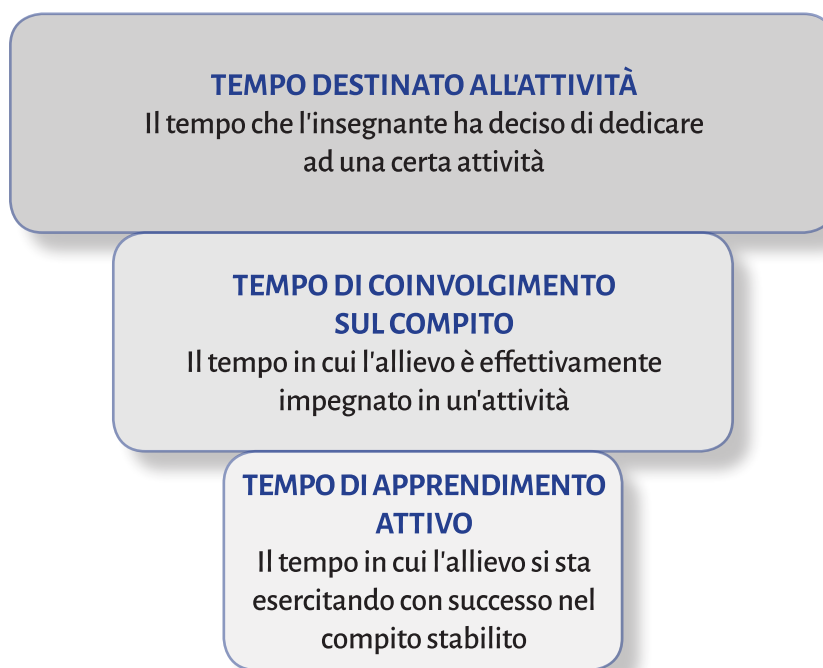 TEMPO DESTINATO ALL'ATTIVITÀ
Il tempo che l'insegnante ha deciso di dedicare
ad una certa attività
TEMPO DI COINVOLGIMENTO
SUL COMPITO
Il tempo in cui l'allievo è effettivamente
impegnato in un'attività
TEMPO DI APPRENDIMENTO
ATTIVO
Il tempo in cui l'allievo si sta
esercitando con successo nel
compito stabilito